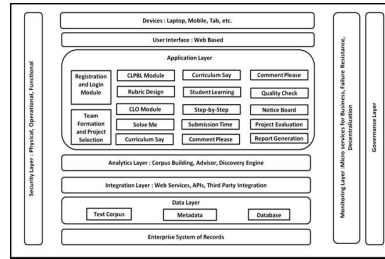 Devices : Laptop, Mobile, Tab, etc.
User Interface : Web Based
Application Layer
Registration
and Login
Module
Team
Formation
and Project
Selection
CLPBL Module
Curriculum Say
Comment Please
Rubric Design
Student Learning
Quality Check
CLO Module
Step-by-Step
Notice Board
Solve Me
Submission Time
Project Evaluation
Curriculum Say
Comment Please
Report Generation
Analytics Layer : Corpus Building, Advisor, Discovery Engine
Integration Layer : Web Services, APIs, Third Party Integration
Data Layer
Text Corpus
Metadata
Database
Enterprise System of Records
Security Layer : Physical, Operational, Functional
Monitoring Layer :Micro services for Business, Failure Resistance,
Decentralization
Governance Layer